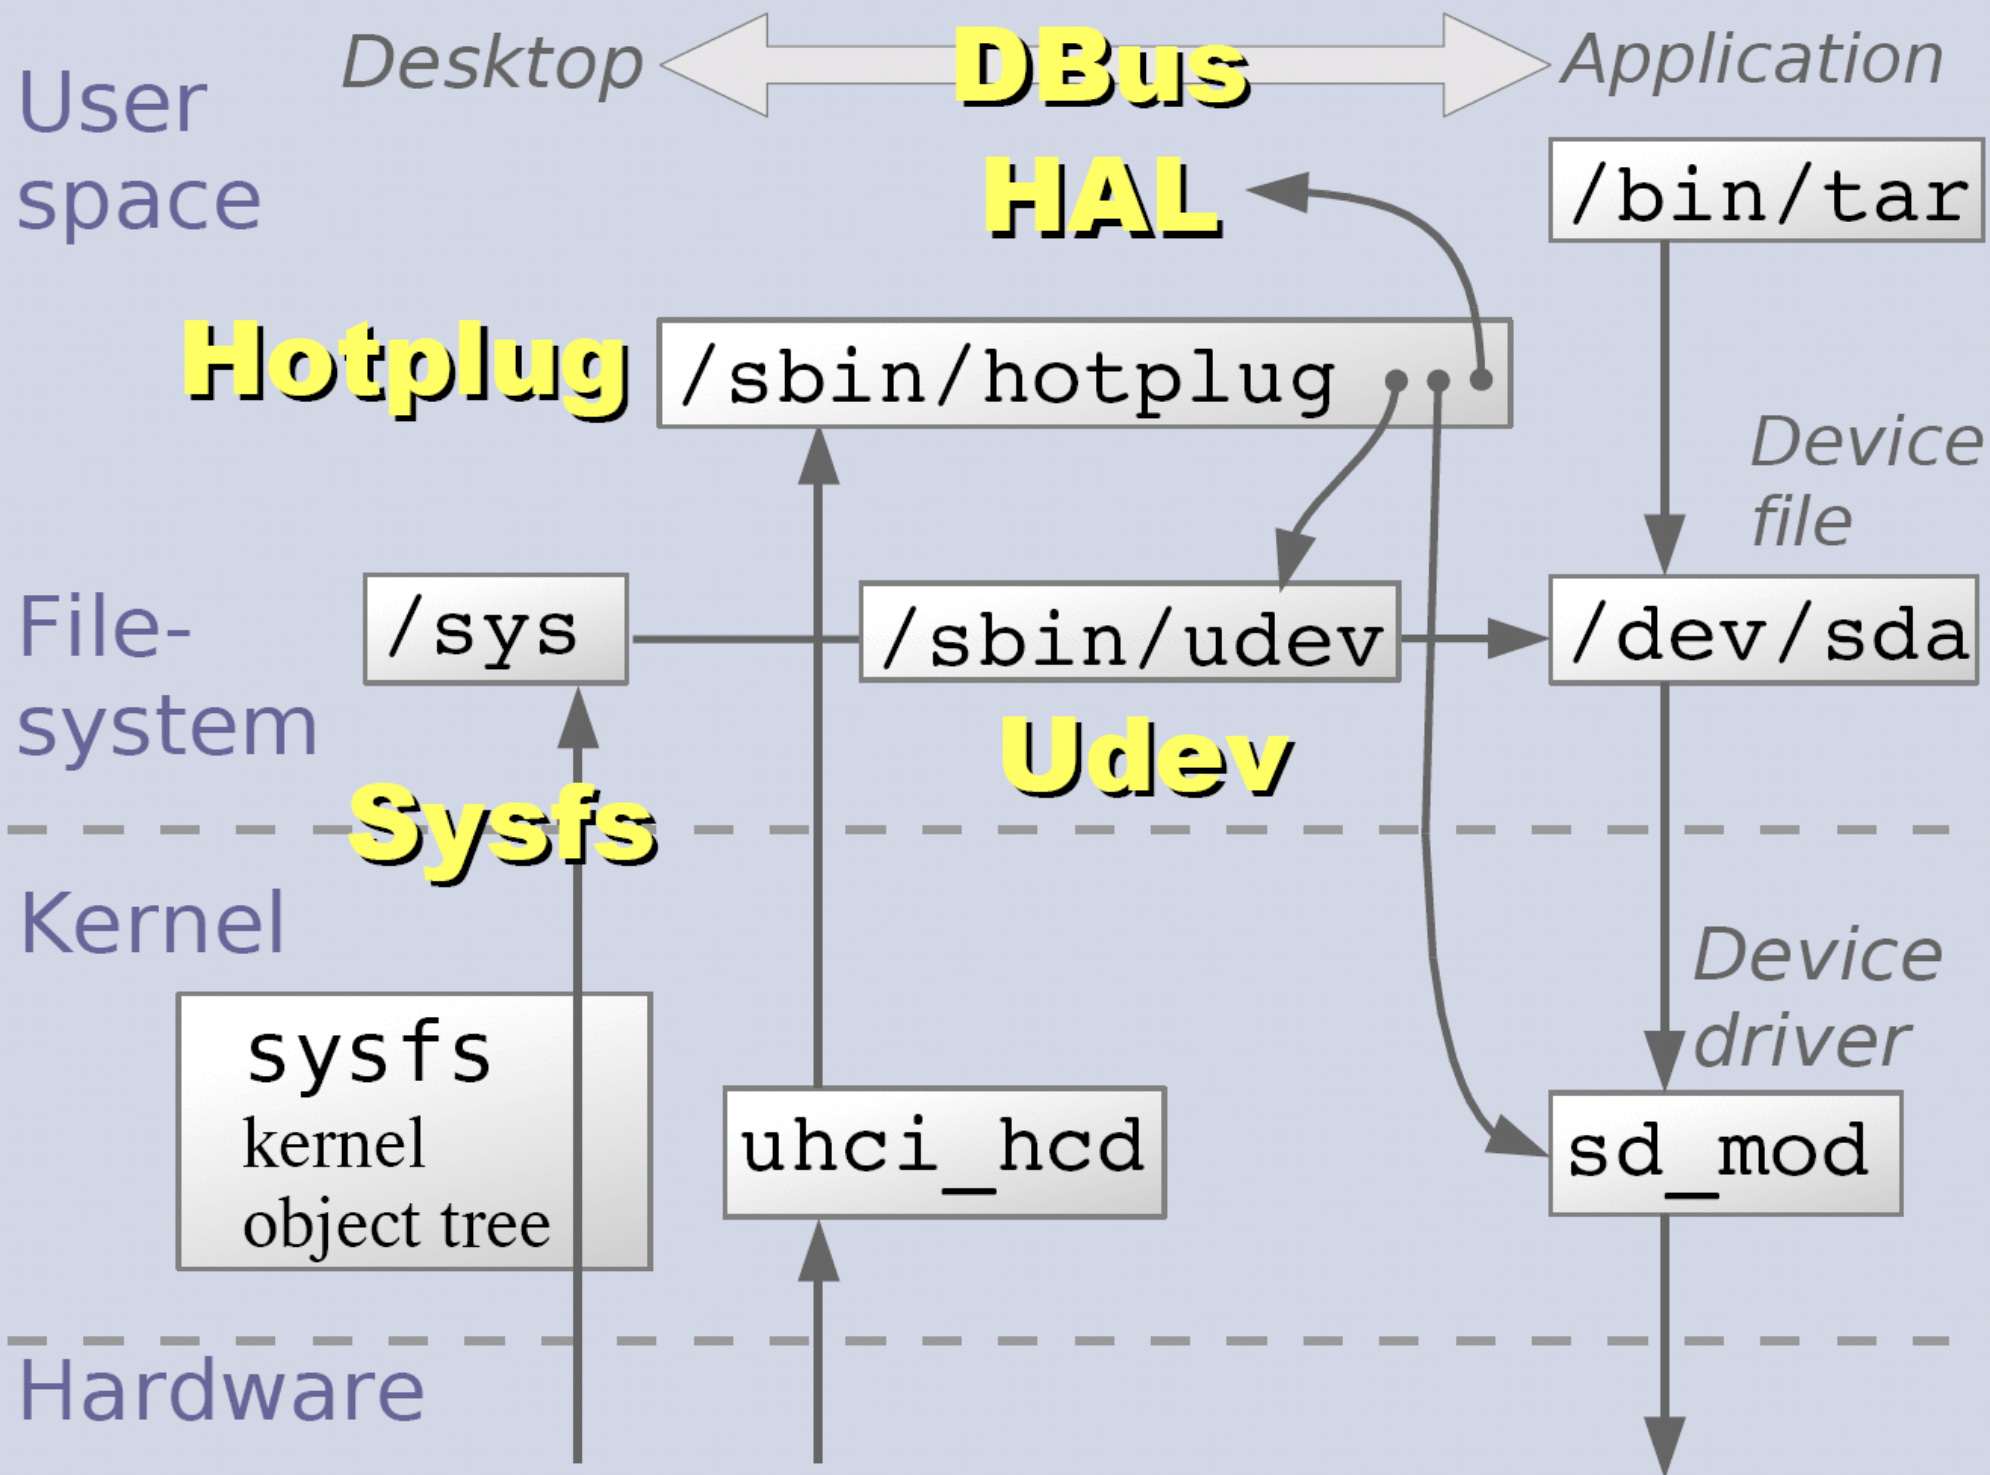 Desktop
DBus
Application
User
space
HAL
/bin/tar
Hotplug
/sbin/hotplug
Device
file
File-
system
/sys
/sbin/udev
/dev/sda
Udev
Sysfs
Kernel
Device
driver
sysfs
kernel
object tree
uhci_hcd
sd_mod
Hardware